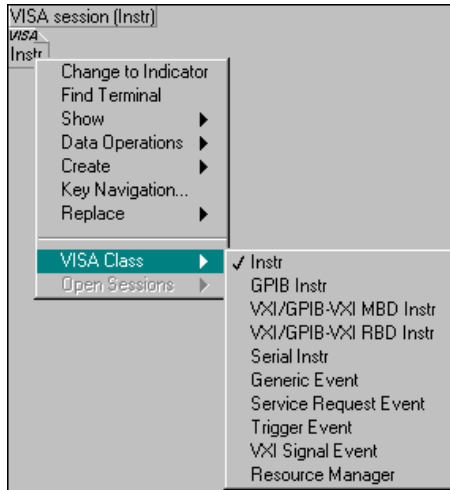 VISA session (Instr)
VISA
Instr
Change to Indicator
Find Terminal
Show
Data Operations
Create
Key Navigation...
Replace
VISA Class
Open Sessions
Instr
GPIB Instr
VXI/GPIB-VXI MBD Instr
VXI/GPIB-VXI RBD Instr
Serial Instr
Generic Event
Service Request Event
Trigger Event
VXI Signal Event
Resource Manager